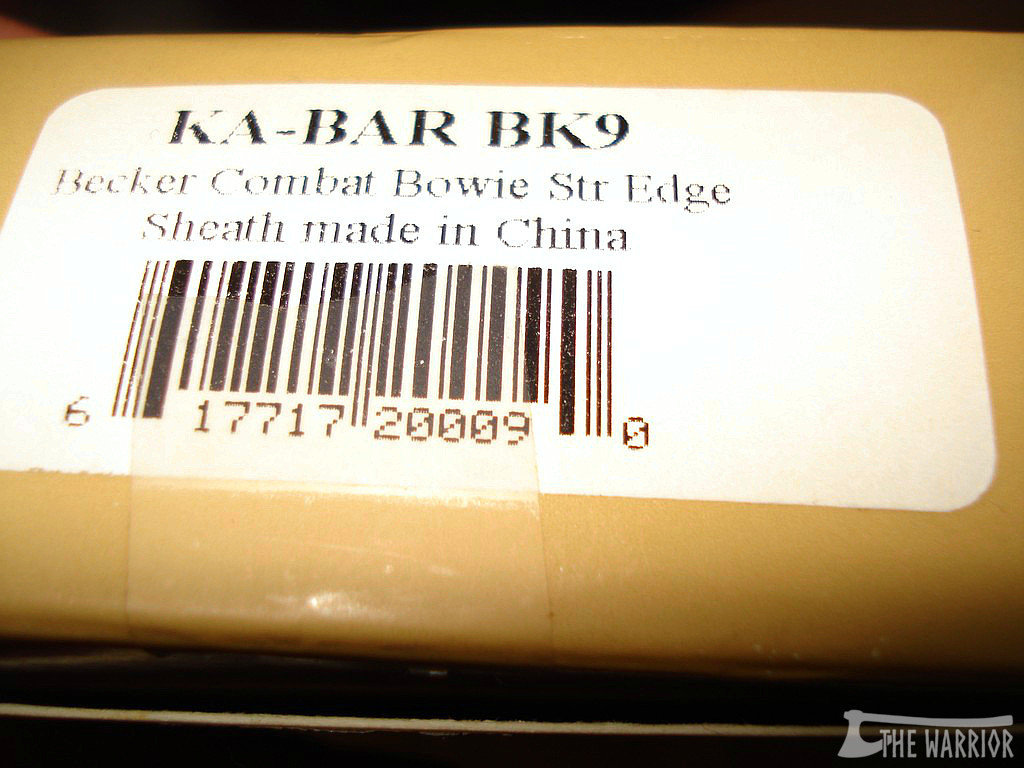 KA-BAR BK9
Becker Combat Bowie Str Edge
Sheath made in China
6 17717 20009 0
THE WARRIOR